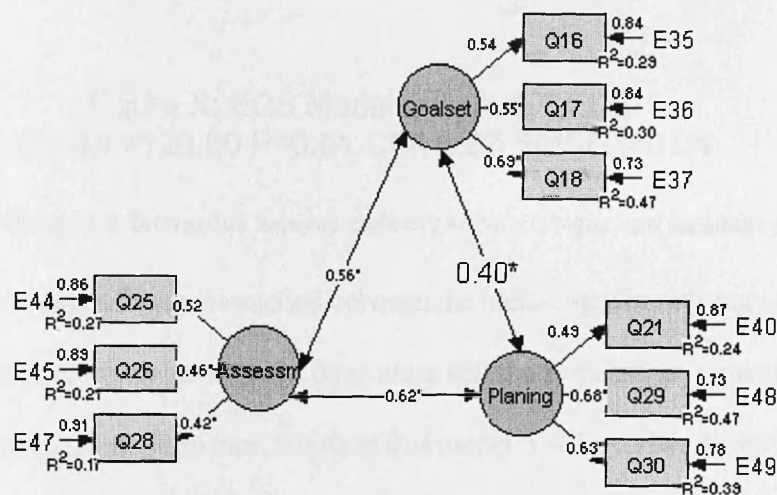 0.84
Q16
E35
0.54
R²=0.29
Goalset
0.84
0.55*
Q17
E36
R²=0.30
0.69*
0.73
Q18
E37
R²=0.47
0.56*
0.40*
0.86
E44
Q25
0.52
R²=0.27
0.87
0.49
Q21
E40
R²=0.24
0.89
E45
Q26
0.46*
Assessm
R²=0.21
0.62*
Planing
0.73
0.68*
Q29
E48
R²=0.47
0.91
E47
Q28
0.42*
R²=0.17
0.63*
0.78
Q30
E49
R²=0.39